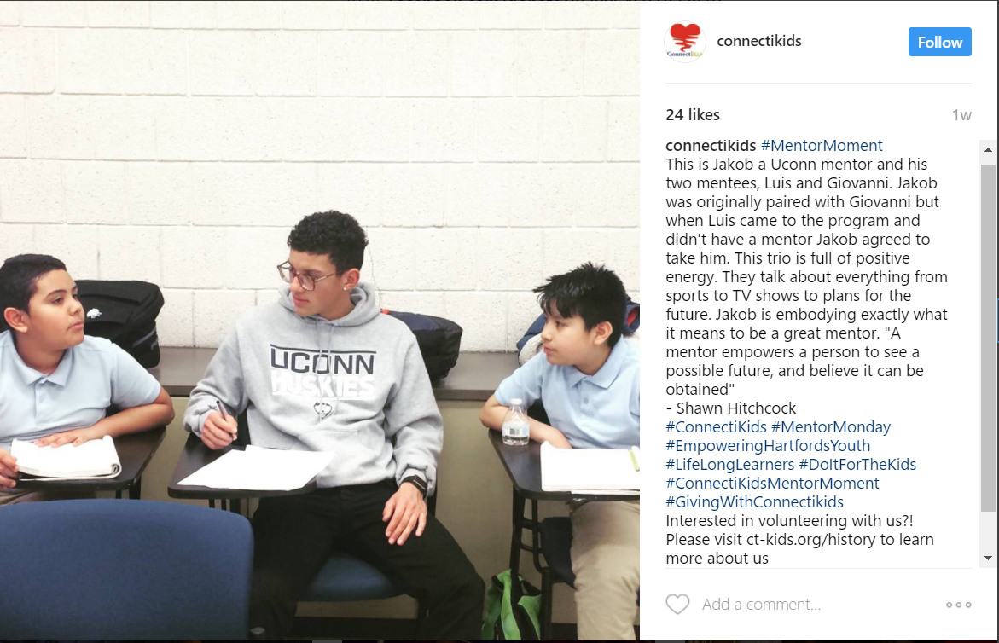 connectikids
Follow
24 likes
1w
connectikids #MentorMoment
This is Jakob a Uconn mentor and his
two mentees, Luis and Giovanni. Jakob
was originally paired with Giovanni but
when Luis came to the program and
didn't have a mentor Jakob agreed to
take him. This trio is full of positive
energy. They talk about everything from
sports to TV shows to plans for the
future. Jakob is embodying exactly what
it means to be a great mentor. "A
mentor empowers a person to see a
possible future, and believe it can be
obtained"
- Shawn Hitchcock
#ConnectiKids #MentorMonday
#EmpoweringHartfordsYouth
#LifeLongLearners #DoItForTheKids
#ConnectiKidsMentorMoment
#GivingWithConnectikids
Interested in volunteering with us?!
Please visit ct-kids.org/history to learn
more about us
Add a comment...
UCONN
HUSKIES